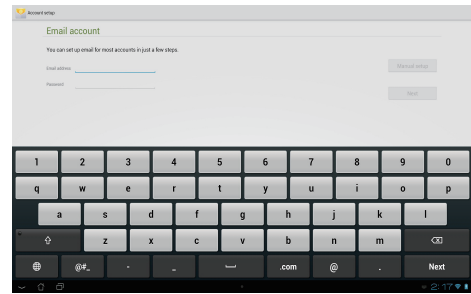 Account setup
Email account
You can set up email for most accounts in just a few steps.
Email address
Manual setup
Password
Next
1 2 3 4 5 6 7 8 9 0
q w e r t y u i o p
a s d f g h j k l
z x c v b n m
@#_ - _ .com @ . Next
2:17